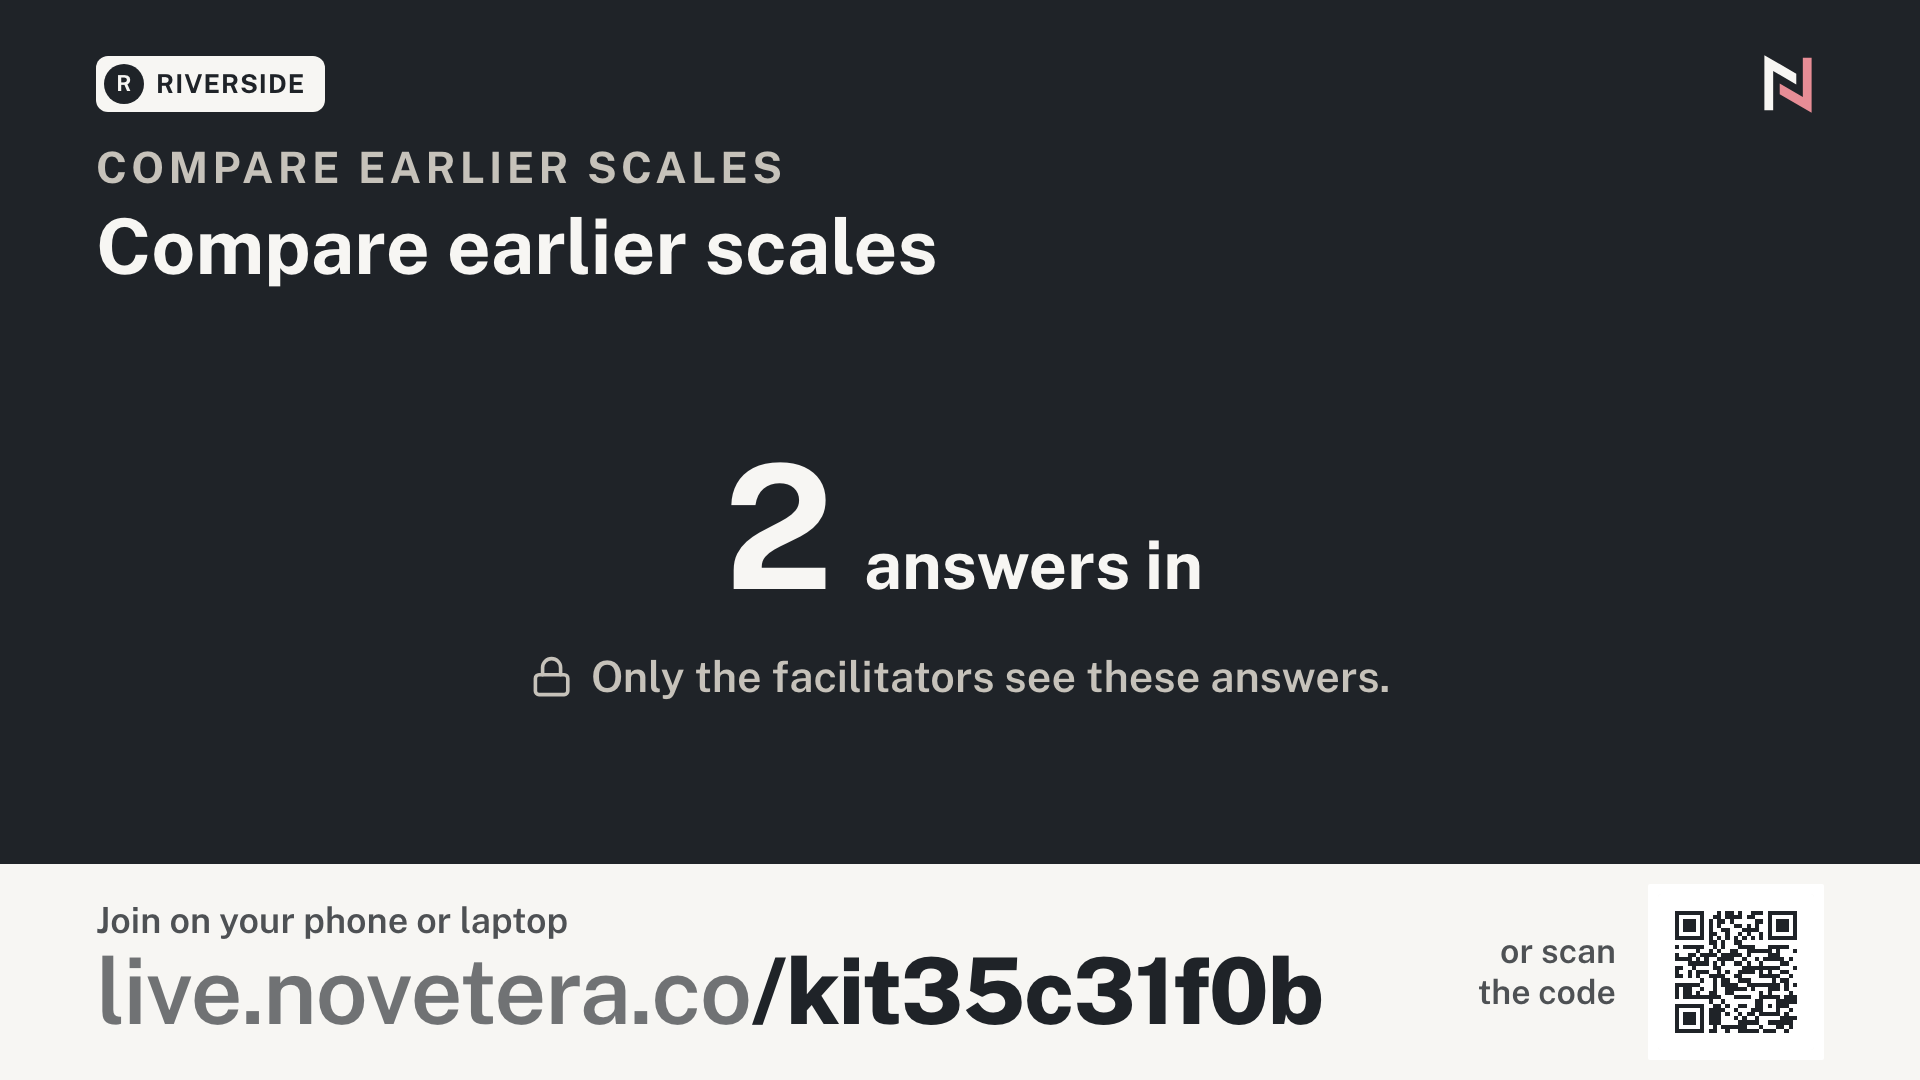 R RIVERSIDE
COMPARE EARLIER SCALES
Compare earlier scales
2 answers in
Only the facilitators see these answers.
Join on your phone or laptop
live.novetera.co/kit35c31f0b
or scan
the code